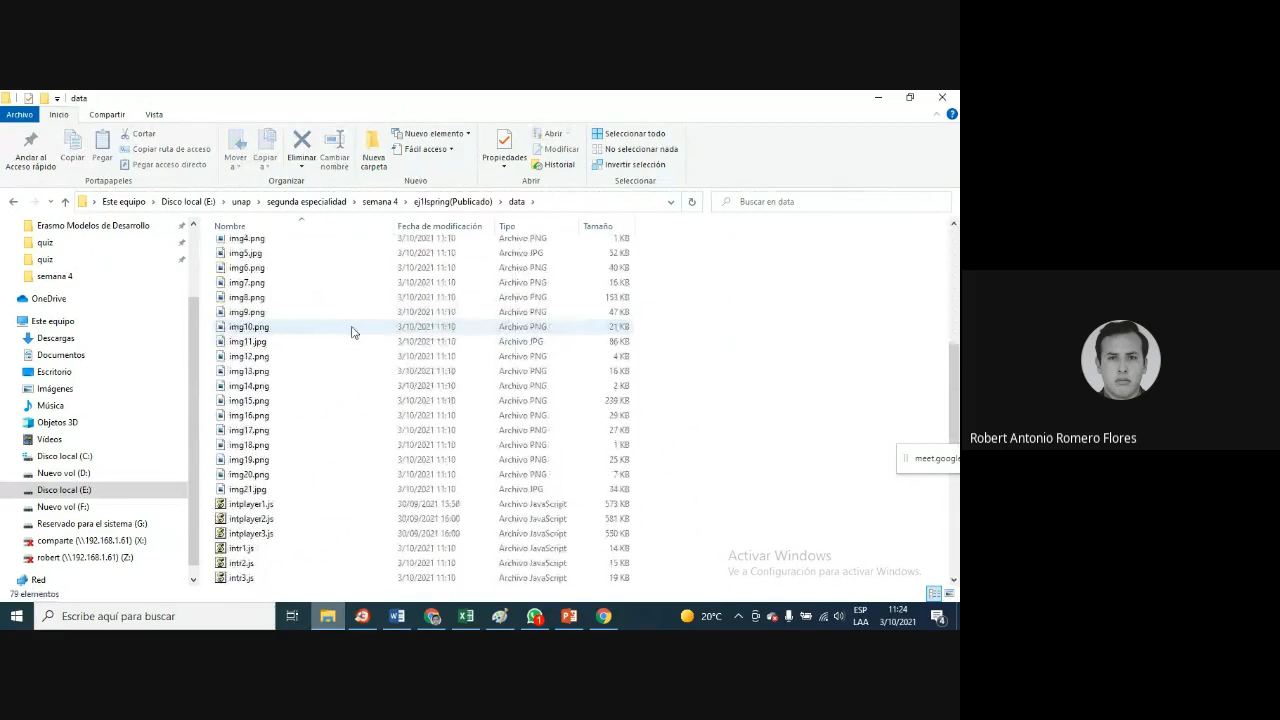 data
Archivo Inicio Compartir Vista
Anclar al Acceso rápido
Copiar
Pegar
Cortar
Copiar ruta de acceso
Pegar acceso directo
Portapapeles
Mover a
Copiar a
Eliminar
Cambiar nombre
Organizar
Nueva carpeta
Nuevo elemento
Fácil acceso
Nuevo
Propiedades
Abrir
Modificar
Historial
Abrir
Seleccionar todo
No seleccionar nada
Invertir selección
Seleccionar
Este equipo > Disco local (E:) > unap > segunda especialidad > semana 4 > ej1Ispring(Publicado) > data >
Buscar en data
Erasmo Modelos de Desarrollo
quiz
quiz
semana 4
OneDrive
Este equipo
Descargas
Documentos
Escritorio
Imágenes
Música
Objetos 3D
Vídeos
Disco local (C:)
Nuevo vol (D:)
Disco local (E:)
Nuevo vol (F:)
Reservado para el sistema (G:)
comparte (\\192.168.1.61) (X:)
robert (\\192.168.1.61) (Z:)
Red
Nombre Fecha de modificación Tipo Tamaño
img4.png 3/10/2021 11:10 Archivo PNG 1 KB
img5.jpg 3/10/2021 11:10 Archivo JPG 52 KB
img6.png 3/10/2021 11:10 Archivo PNG 40 KB
img7.png 3/10/2021 11:10 Archivo PNG 16 KB
img8.png 3/10/2021 11:10 Archivo PNG 153 KB
img9.png 3/10/2021 11:10 Archivo PNG 47 KB
img10.png 3/10/2021 11:10 Archivo PNG 21 KB
img11.jpg 3/10/2021 11:10 Archivo JPG 86 KB
img12.png 3/10/2021 11:10 Archivo PNG 4 KB
img13.png 3/10/2021 11:10 Archivo PNG 16 KB
img14.png 3/10/2021 11:10 Archivo PNG 2 KB
img15.png 3/10/2021 11:10 Archivo PNG 239 KB
img16.png 3/10/2021 11:10 Archivo PNG 29 KB
img17.png 3/10/2021 11:10 Archivo PNG 27 KB
img18.png 3/10/2021 11:10 Archivo PNG 1 KB
img19.png 3/10/2021 11:10 Archivo PNG 25 KB
img20.png 3/10/2021 11:10 Archivo PNG 7 KB
img21.jpg 3/10/2021 11:10 Archivo JPG 34 KB
intplayer1.js 30/09/2021 15:50 Archivo JavaScript 573 KB
intplayer2.js 30/09/2021 16:00 Archivo JavaScript 581 KB
intplayer3.js 30/09/2021 16:00 Archivo JavaScript 550 KB
intr1.js 3/10/2021 11:10 Archivo JavaScript 14 KB
intr2.js 3/10/2021 11:10 Archivo JavaScript 15 KB
intr3.js 3/10/2021 11:10 Archivo JavaScript 19 KB
79 elementos
meet.google
Activar Windows
Ve a Configuración para activar Windows.
Escribe aquí para buscar
20°C
ESP
LAA
11:24
3/10/2021
4
1
Robert Antonio Romero Flores